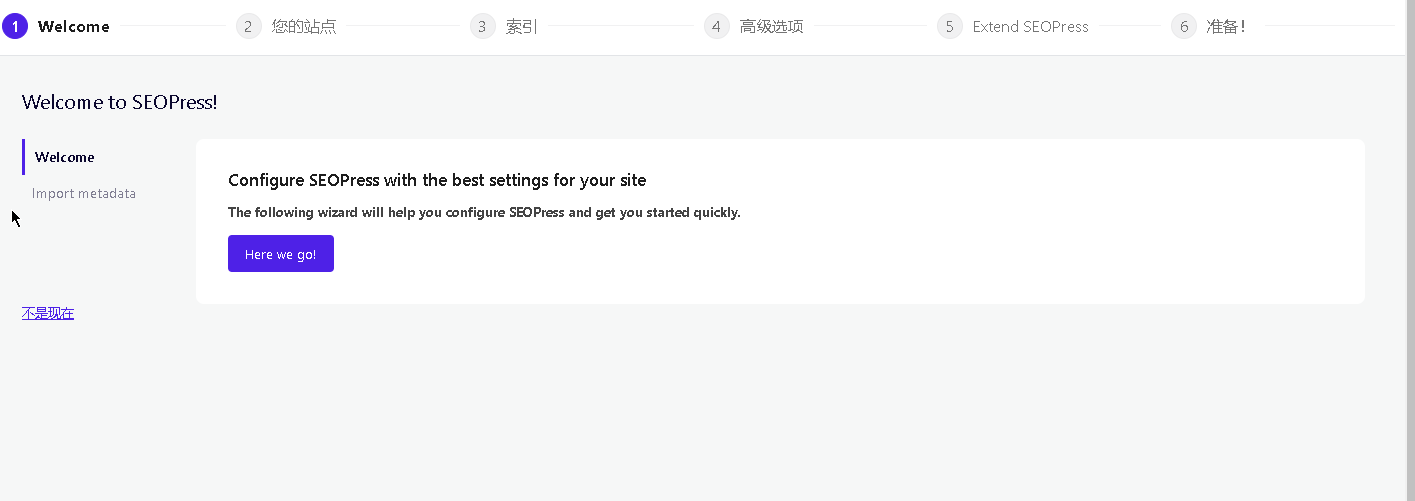 1 Welcome 2 您的站点 3 索引 4 高级选项 5 Extend SEOPress 6 准备！
Welcome to SEOPress!
Welcome
Import metadata
不是现在
Configure SEOPress with the best settings for your site
The following wizard will help you configure SEOPress and get you started quickly.
Here we go!